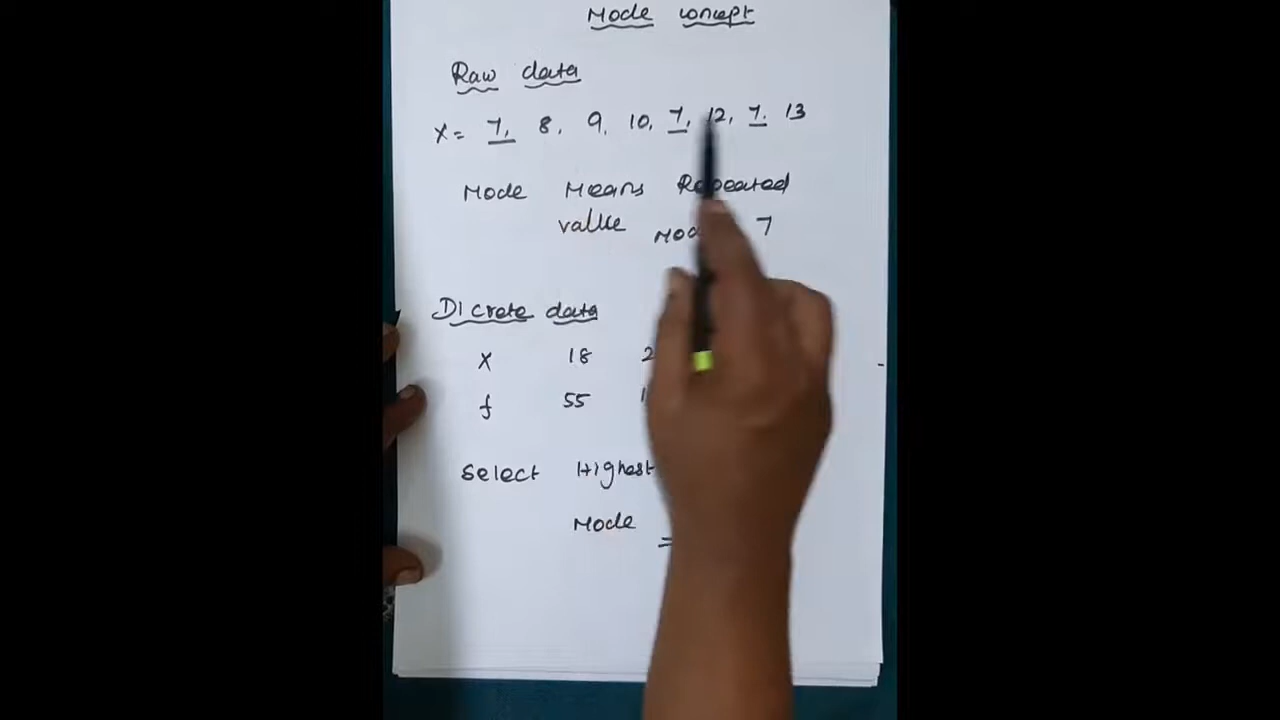 Mode concept
Raw data
X = 7, 8, 9, 10, 7, 12, 7. 13
Mode Means Repeated
value 7
Discrete data
X 18
f 55
Select Highest
Mode
=